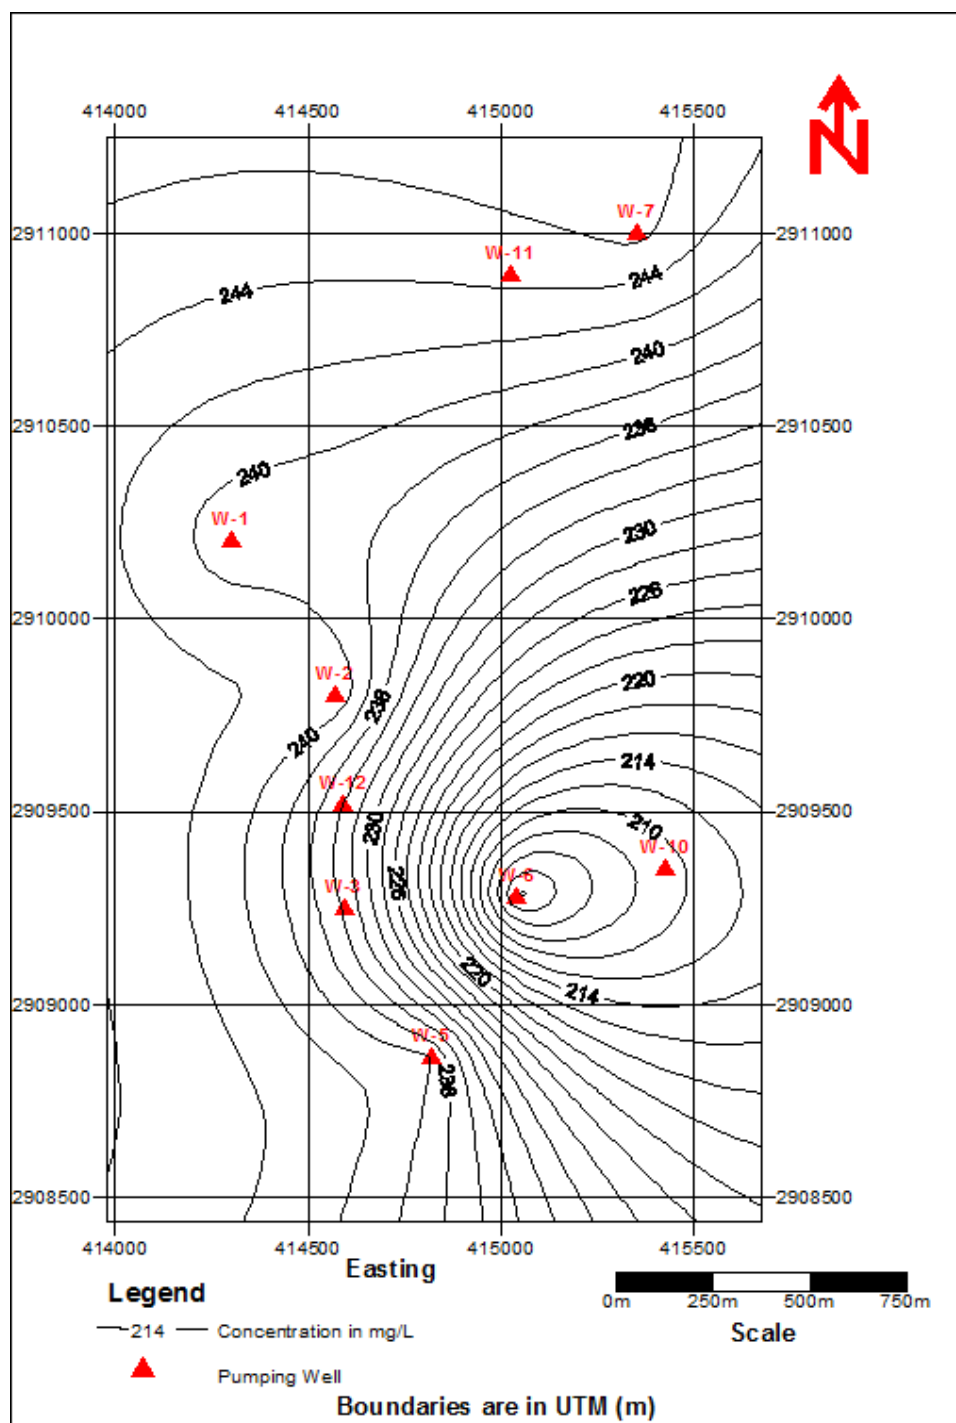 414000 414500 415000 415500
N
W-7
2911000 2911000
W-11
244 244
240
2910500 236 2910500
240
W-1
230
226
2910000 2910000
W-2
220
238
240
214
W-12
2909500 2909500
230 210
W-10
226 W-6
W-3
220
214
2909000 2909000
W-5
238
2908500 2908500
414000 414500 415000 415500
Easting
Legend
0m 250m 500m 750m
214 Concentration in mg/L
Scale
Pumping Well
Boundaries are in UTM (m)